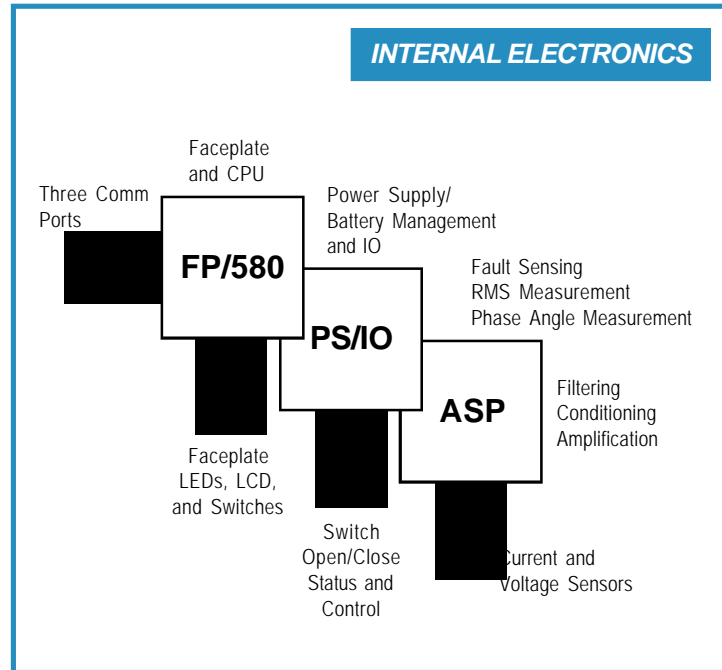 INTERNAL ELECTRONICS
Faceplate
and CPU
Three Comm
Ports
Power Supply/
Battery Management
and IO
FP/580
Fault Sensing
RMS Measurement
Phase Angle Measurement
PS/IO
ASP
Filtering
Conditioning
Amplification
Faceplate
LEDs, LCD,
and Switches
Switch
Open/Close
Status and
Control
Current and
Voltage Sensors